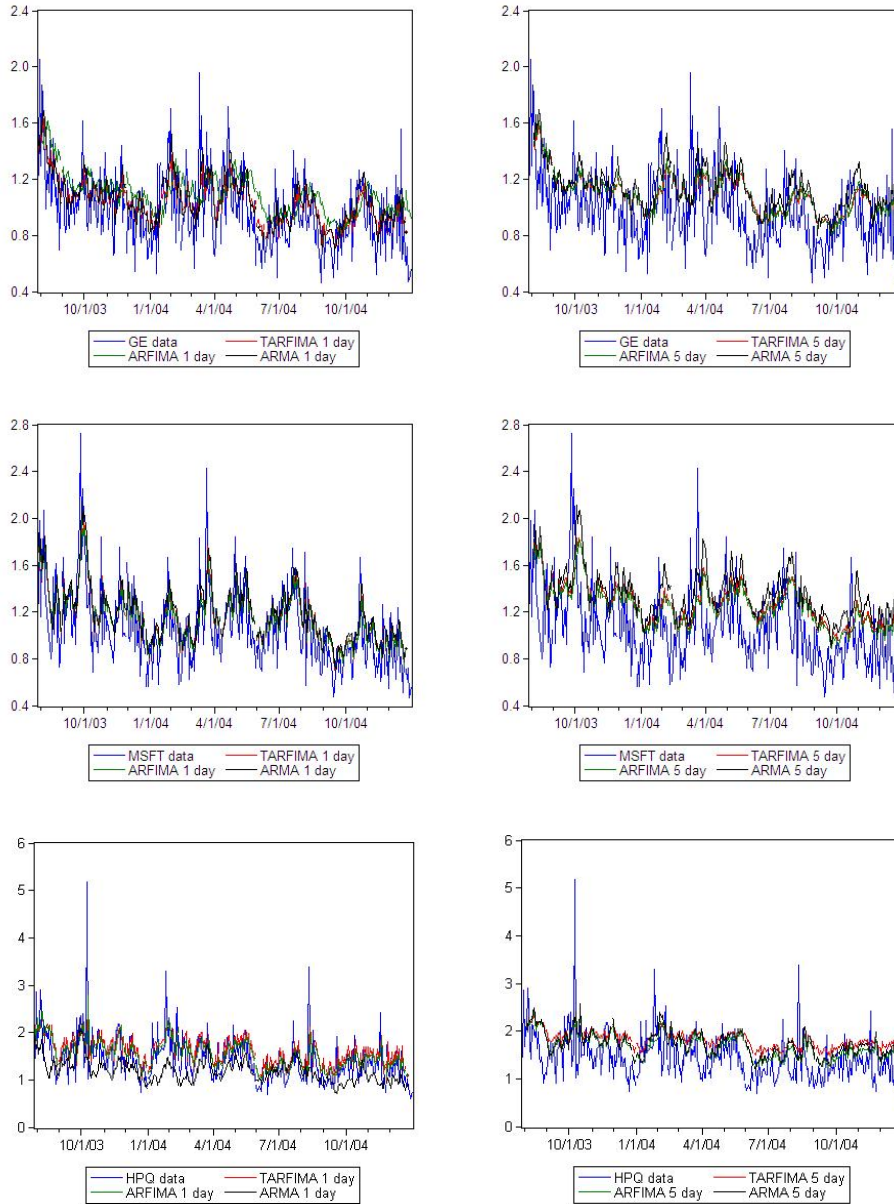 2.4
2.0
1.6
1.2
0.8
0.4
10/1/03 1/1/04 4/1/04 7/1/04 10/1/04
GE data TARFIMA 1 day
ARFIMA 1 day ARMA 1 day
2.4
2.0
1.6
1.2
0.8
0.4
10/1/03 1/1/04 4/1/04 7/1/04 10/1/04
GE data TARFIMA 5 day
ARFIMA 5 day ARMA 5 day
2.8
2.4
2.0
1.6
1.2
0.8
0.4
10/1/03 1/1/04 4/1/04 7/1/04 10/1/04
MSFT data TARFIMA 1 day
ARFIMA 1 day ARMA 1 day
2.8
2.4
2.0
1.6
1.2
0.8
0.4
10/1/03 1/1/04 4/1/04 7/1/04 10/1/04
MSFT data TARFIMA 5 day
ARFIMA 5 day ARMA 5 day
6
5
4
3
2
1
0
10/1/03 1/1/04 4/1/04 7/1/04 10/1/04
HPQ data TARFIMA 1 day
ARFIMA 1 day ARMA 1 day
6
5
4
3
2
1
0
10/1/03 1/1/04 4/1/04 7/1/04 10/1/04
HPQ data TARFIMA 5 day
ARFIMA 5 day ARMA 5 day